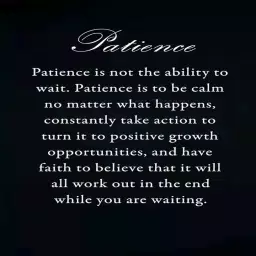 Patience
Patience is not the ability to
wait. Patience is to be calm
no matter what happens,
constantly take action to
turn it to positive growth
opportunities, and have
faith to believe that it will
all work out in the end
while you are waiting.